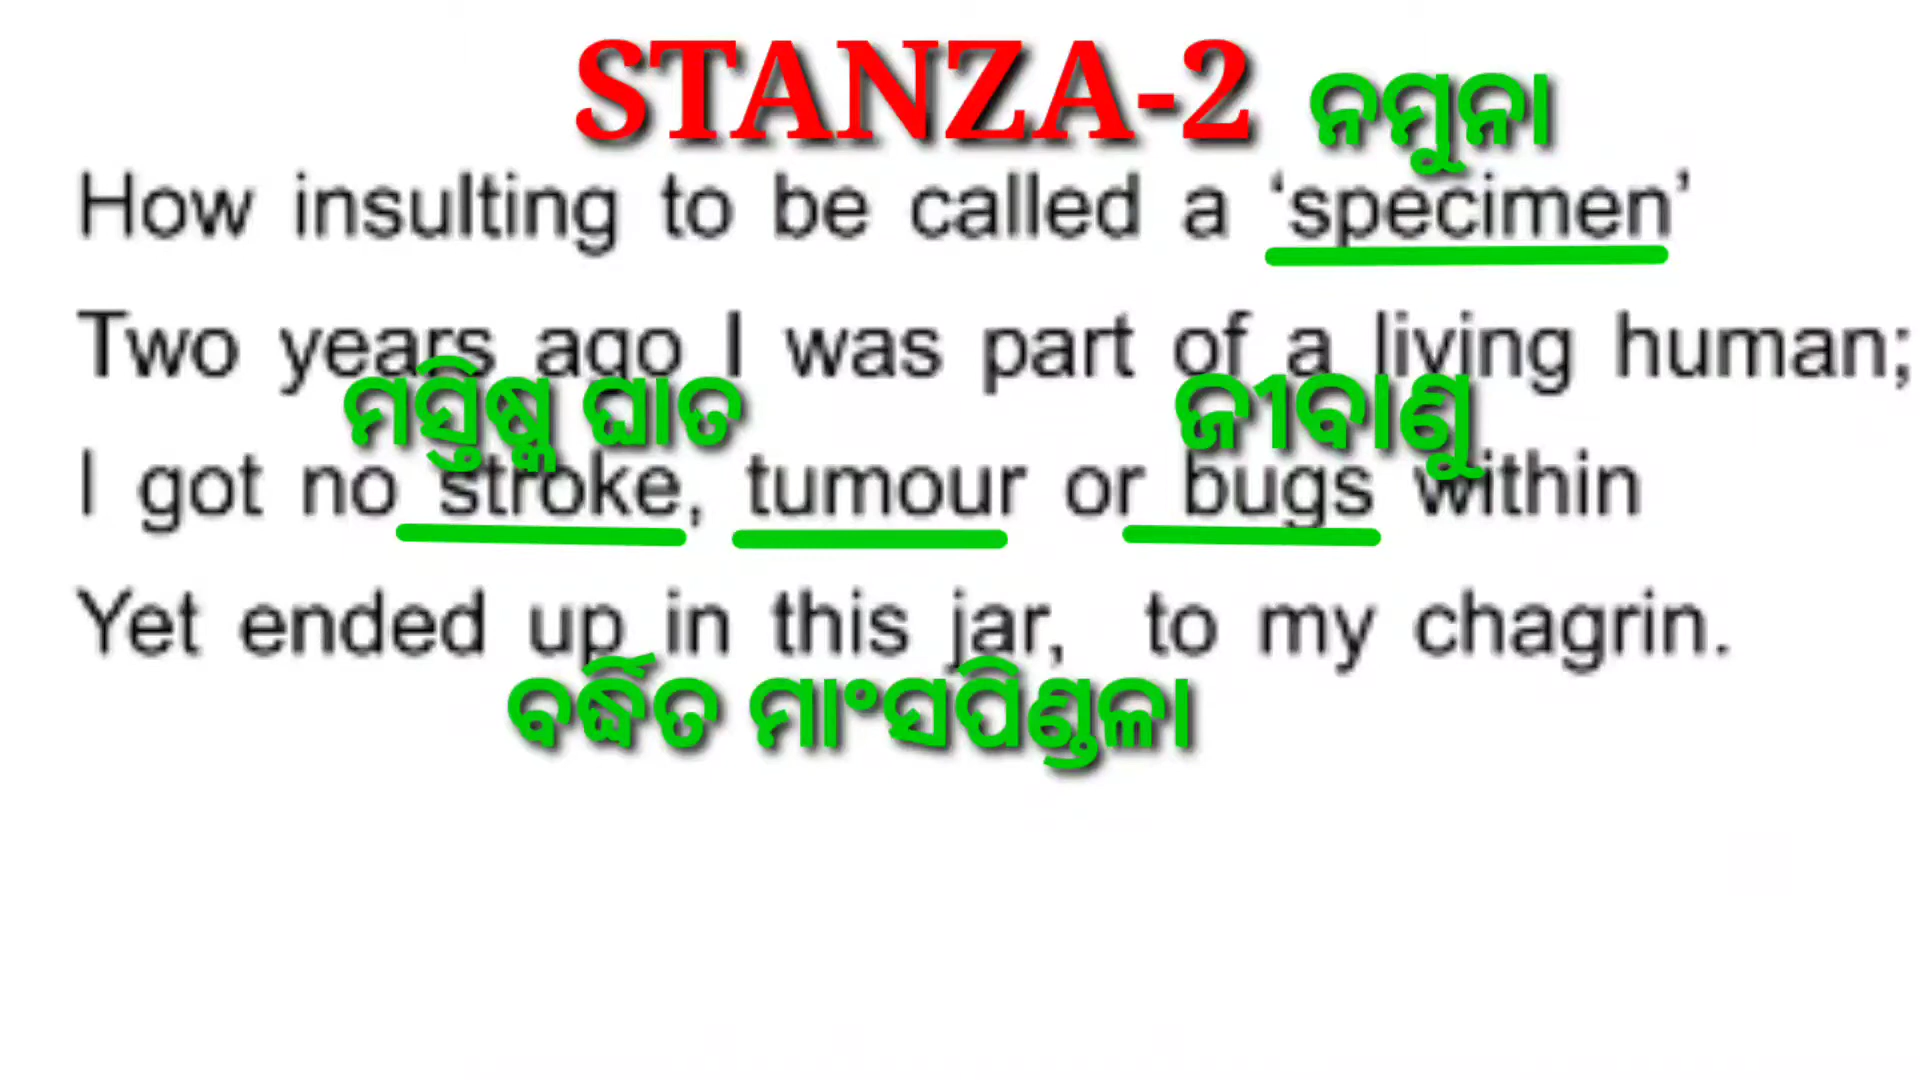 STANZA-2 ନମୁନା
How insulting to be called a ‘specimen’
Two years ago I was part of a living human;
ମସ୍ତିଷ୍କ ଘାତ ଜୀବାଣୁ
I got no stroke, tumour or bugs within
Yet ended up in this jar, to my chagrin.
ବର୍ଦ୍ଧିତ ମାଂସପିଣ୍ଡଳା